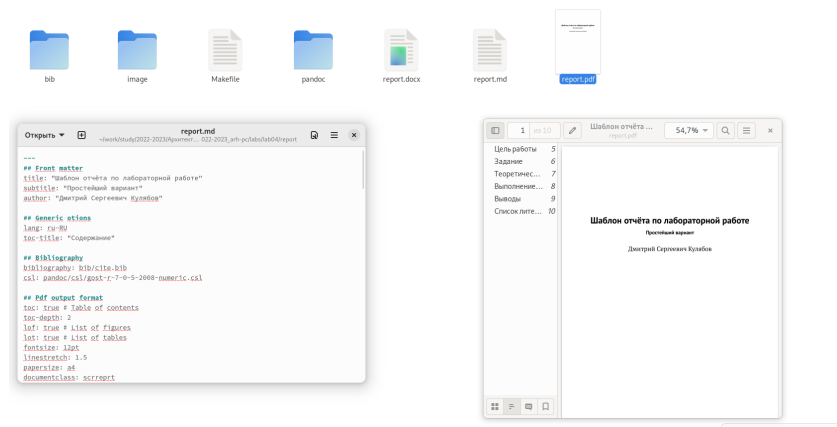 bib
image
Makefile
pandoc
report.docx
report.md
report.pdf
Открыть
report.md
~/work/study/2022-2023/Архитект... 022-2023_arh-pc/labs/lab04/report
---
## Front matter
title: "Шаблон отчёта по лабораторной работе"
subtitle: "Простейший вариант"
author: "Дмитрий Сергеевич Кулябов"
## Generic otions
lang: ru-RU
toc-title: "Содержание"
## Bibliography
bibliography: bib/cite.bib
csl: pandoc/csl/gost-r-7-0-5-2008-numeric.csl
## Pdf output format
toc: true # Table of contents
toc-depth: 2
lof: true # List of figures
lot: true # List of tables
fontsize: 12pt
linestretch: 1.5
papersize: a4
documentclass: scrreprt
1 из 10
Шаблон отчёта ...
report.pdf
54,7%
Цель работы 5
Задание 6
Теоретичес... 7
Выполнение... 8
Выводы 9
Список лите... 10
Шаблон отчёта по лабораторной работе
Простейший вариант
Дмитрий Сергеевич Кулябов